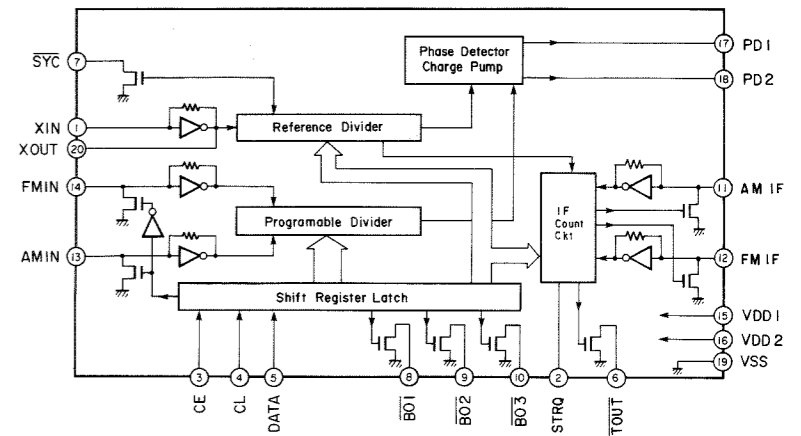 SYC
7
XIN
1
XOUT
20
FMIN
14
AMIN
13
Phase Detector
Charge Pump
17
PD1
18
PD2
Reference Divider
Programable Divider
Shift Register Latch
IF
Count
Ckt
11
AM IF
12
FM IF
15
VDD1
16
VDD2
19
VSS
3
CE
4
CL
5
DATA
8
BO1
9
BO2
10
BO3
2
STRQ
6
TOUT